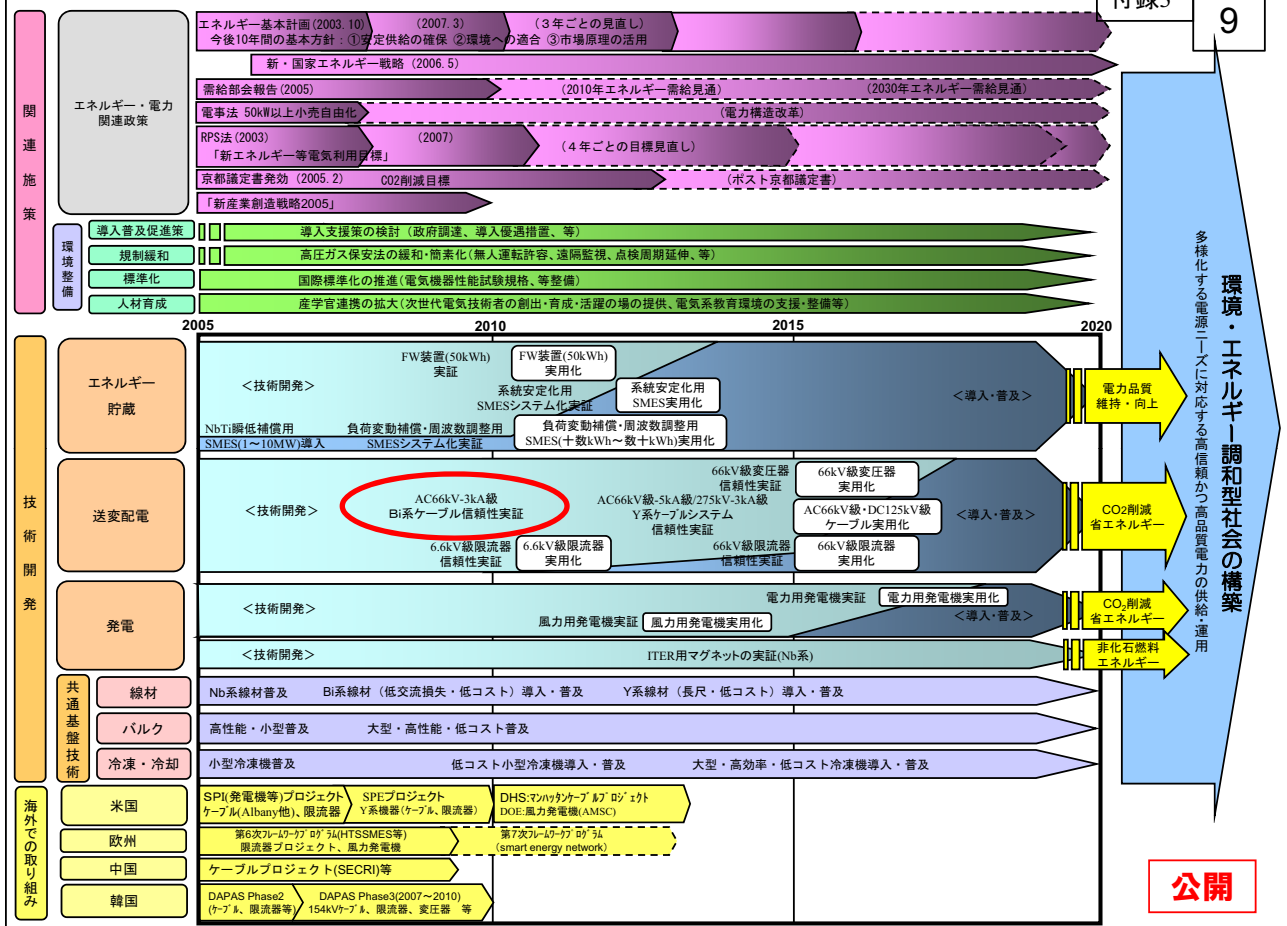 付録5
9
関連施策
エネルギー・電力
関連政策
エネルギー基本計画(2003.10)
(2007.3)
(３年ごとの見直し)
今後10年間の基本方針：①安定供給の確保 ②環境への適合 ③市場原理の活用
新・国家エネルギー戦略 (2006.5)
需給部会報告(2005)
(2010年エネルギー需給見通)
(2030年エネルギー需給見通)
電事法 50kW以上小売自由化
(電力構造改革)
RPS法(2003)
(2007)
「新エネルギー等電気利用目標」
(４年ごとの目標見直し)
京都議定書発効 (2005.2)
CO2削減目標
(ポスト京都議定書)
「新産業創造戦略2005」
環境整備
導入普及促進策
導入支援策の検討（政府調達、導入優遇措置、等）
規制緩和
高圧ガス保安法の緩和・簡素化(無人運転許容、遠隔監視、点検周期延伸、等)
標準化
国際標準化の推進(電気機器性能試験規格、等整備)
人材育成
産学官連携の拡大(次世代電気技術者の創出・育成・活躍の場の提供、電気系教育環境の支援・整備等)
2005
2010
2015
2020
技術開発
エネルギー
貯蔵
＜技術開発＞
FW装置(50kWh)
実証
FW装置(50kWh)
実用化
系統安定化用
SMESシステム化実証
系統安定化用
SMES実用化
＜導入・普及＞
NbTi瞬低補償用
SMES(1～10MW)導入
負荷変動補償・周波数調整用
SMESシステム化実証
負荷変動補償・周波数調整用
SMES(十数kWh～数十kWh)実用化
電力品質
維持・向上
送変配電
＜技術開発＞
AC66kV-3kA級
Bi系ケーブル信頼性実証
66kV級変圧器
信頼性実証
66kV級変圧器
実用化
AC66kV級-5kA級/275kV-3kA級
Y系ケーブルシステム
信頼性実証
AC66kV級・DC125kV級
ケーブル実用化
＜導入・普及＞
6.6kV級限流器
信頼性実証
6.6kV級限流器
実用化
66kV級限流器
信頼性実証
66kV級限流器
実用化
CO2削減
省エネルギー
発電
＜技術開発＞
電力用発電機実証
電力用発電機実用化
風力用発電機実証
風力用発電機実用化
＜導入・普及＞
CO₂削減
省エネルギー
＜技術開発＞
ITER用マグネットの実証(Nb系)
非化石燃料
エネルギー
共通基盤技術
線材
Nb系線材普及
Bi系線材（低交流損失・低コスト）導入・普及
Y系線材（長尺・低コスト）導入・普及
バルク
高性能・小型普及
大型・高性能・低コスト普及
冷凍・冷却
小型冷凍機普及
低コスト小型冷凍機導入・普及
大型・高効率・低コスト冷凍機導入・普及
海外での取り組み
米国
SPI(発電機等)プロジェクト
ケーブル(Albany他)、限流器
SPEプロジェクト
Y系機器(ケーブル、限流器)
DHS:マンハッタンケーブルプロジェクト
DOE:風力発電機(AMSC)
欧州
第6次フレームワークプログラム(HTSSMES等)
限流器プロジェクト、風力発電機
第7次フレームワークプログラム
(smart energy network)
中国
ケーブルプロジェクト(SECRI)等
韓国
DAPAS Phase2
(ケーブル、限流器等)
DAPAS Phase3(2007～2010)
154kVケーブル、限流器、変圧器 等
環境・エネルギー調和型社会の構築
多様化する電源ニーズに対応する高信頼かつ高品質電力の供給・運用
公開